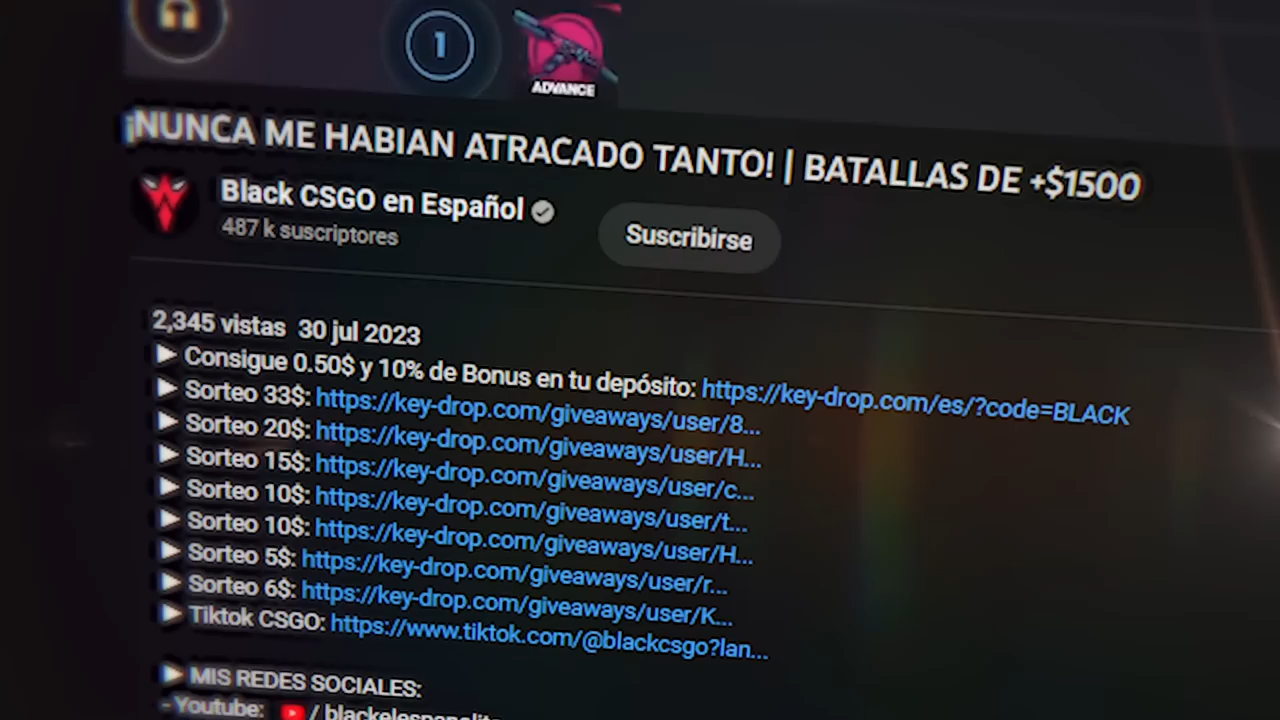 1
ADVANCE
¡NUNCA ME HABIAN ATRACADO TANTO! | BATALLAS DE +$1500
Black CSGO en Español
487 k suscriptores
Suscribirse
2,345 vistas 30 jul 2023
► Consigue 0.50$ y 10% de Bonus en tu depósito: https://key-drop.com/es/?code=BLACK
► Sorteo 33$: https://key-drop.com/giveaways/user/8...
► Sorteo 20$: https://key-drop.com/giveaways/user/H...
► Sorteo 15$: https://key-drop.com/giveaways/user/c...
► Sorteo 10$: https://key-drop.com/giveaways/user/t...
► Sorteo 10$: https://key-drop.com/giveaways/user/H...
► Sorteo 5$: https://key-drop.com/giveaways/user/r...
► Sorteo 6$: https://key-drop.com/giveaways/user/K...
► Tiktok CSGO: https://www.tiktok.com/@blackcsgo?lan...
► MIS REDES SOCIALES:
- Youtube: / blackelespanolito